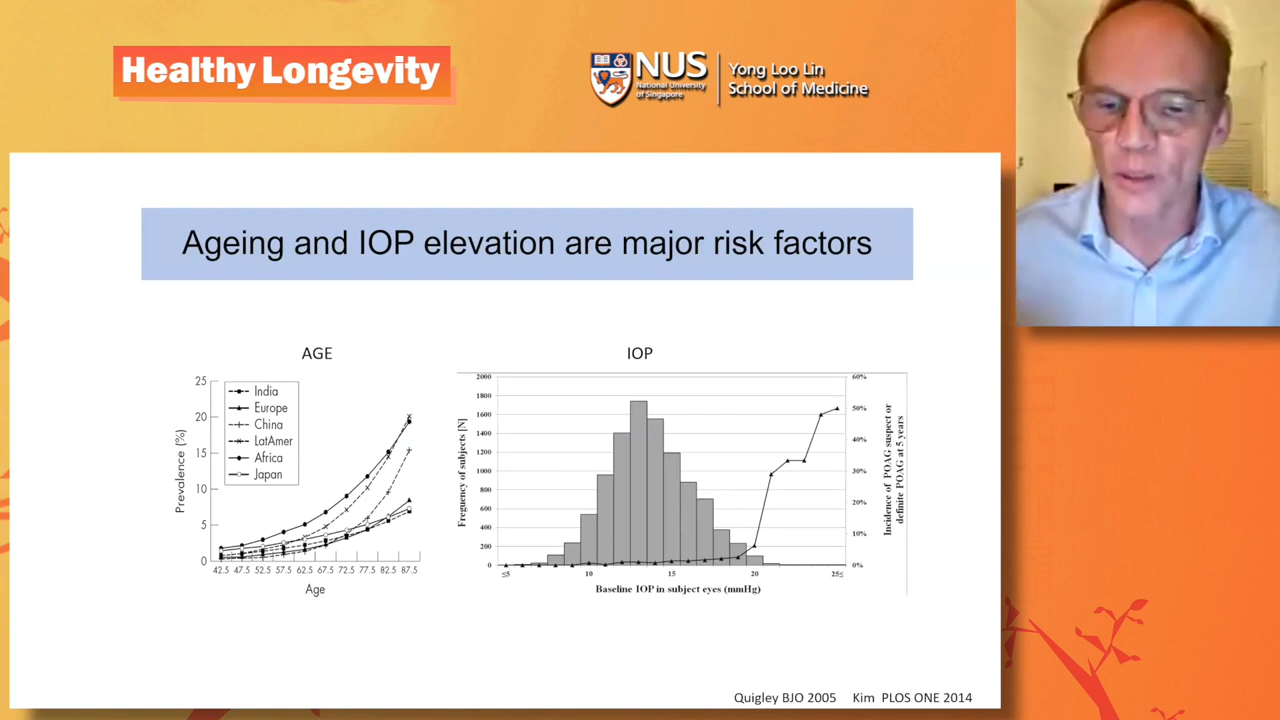 Healthy Longevity
NUS
National University
of Singapore
Yong Loo Lin
School of Medicine
Ageing and IOP elevation are major risk factors
AGE
25
20
15
10
5
0
Prevalence (%)
India
Europe
China
LatAmer
Africa
Japan
42.5 47.5 52.5 57.5 62.5 67.5 72.5 77.5 82.5 87.5
Age
IOP
2000
1800
1600
1400
1200
1000
800
600
400
200
0
Freguency of subjects [N]
60%
50%
40%
30%
20%
10%
0%
Incidence of POAG suspect or
definite POAG at 5 years
≤5 10 15 20 25≤
Baseline IOP in subject eyes (mmHg)
Quigley BJO 2005 Kim PLOS ONE 2014